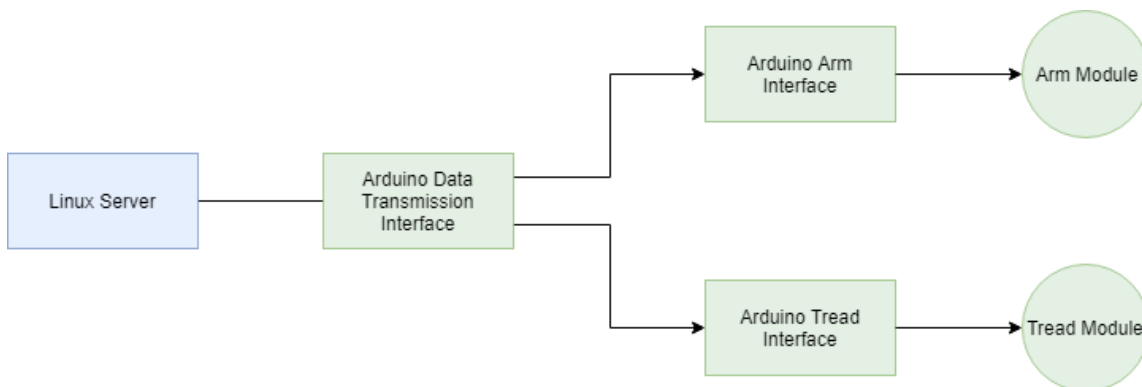 Arduino Arm
Interface
Arm Module
Linux Server
Arduino Data
Transmission
Interface
Arduino Tread
Interface
Tread Module